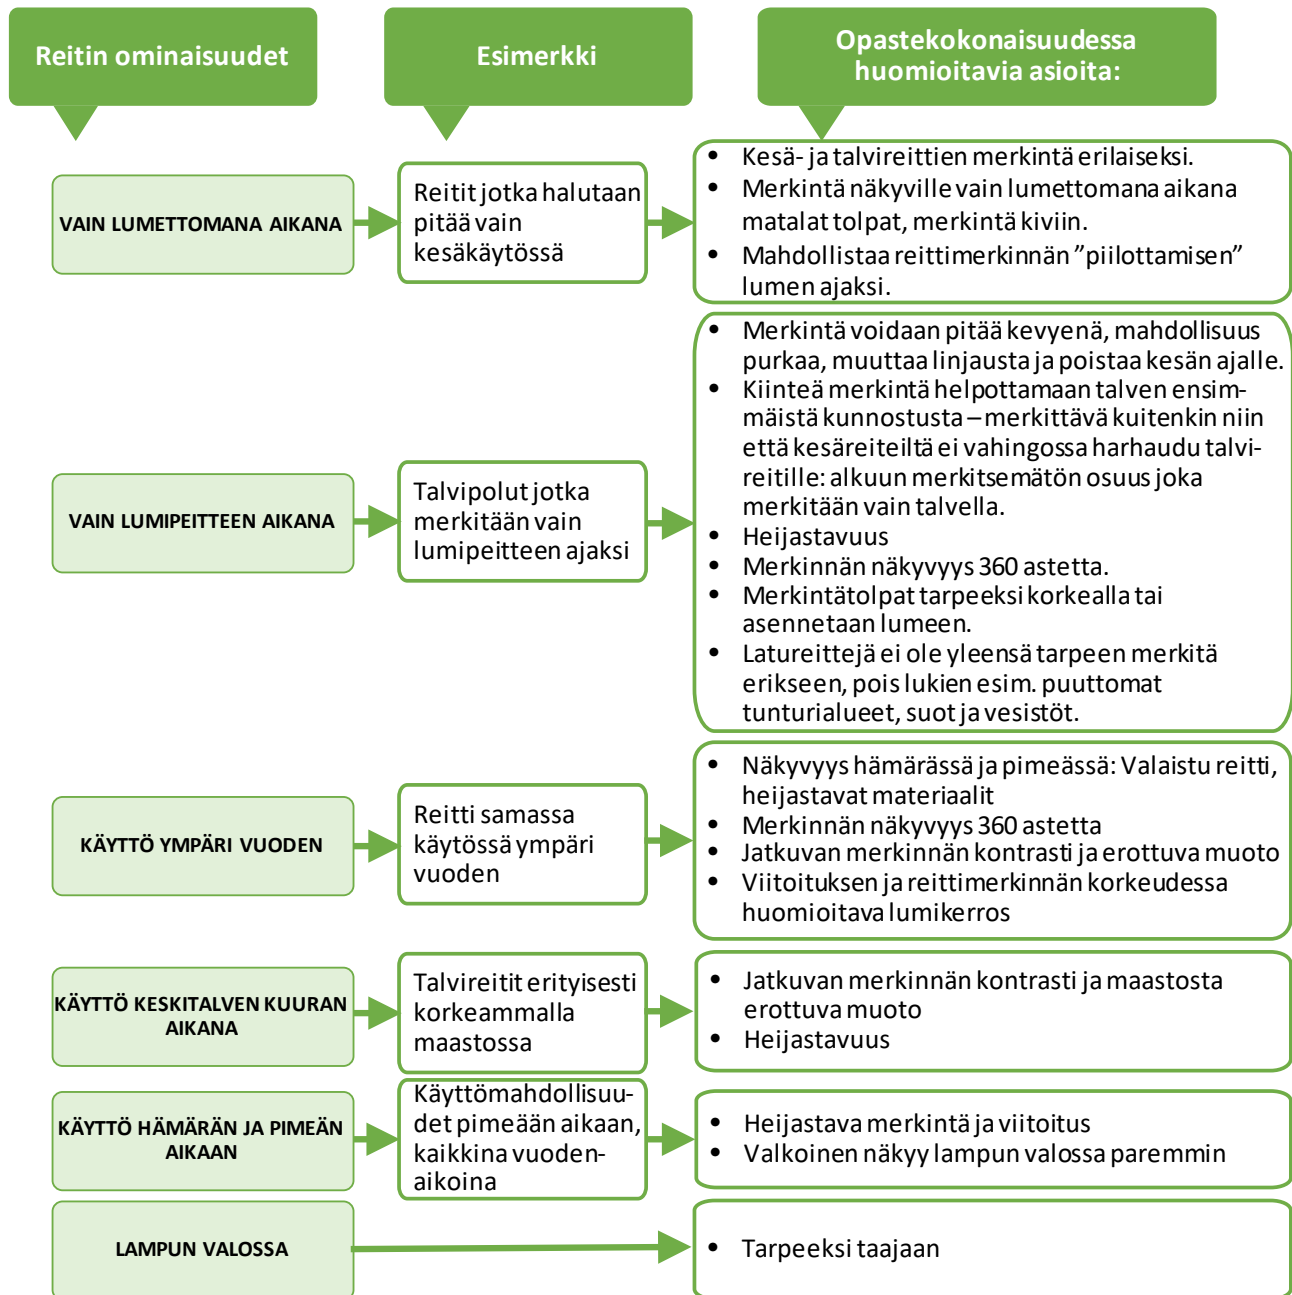 Reitin ominaisuudet
Esimerkki
Opastekokonaisuudessa
huomioitavia asioita:
VAIN LUMETTOMANA AIKANA
Reitit jotka halutaan
pitää vain
kesäkäytössä
• Kesä- ja talvireittien merkintä erilaiseksi.
• Merkintä näkyville vain lumettomana aikana
matalat tolpat, merkintä kiviin.
• Mahdollistaa reittimerkinnän ”piilottamisen”
lumen ajaksi.
VAIN LUMIPEITTEEN AIKANA
Talvipolut jotka
merkitään vain
lumipeitteen ajaksi
• Merkintä voidaan pitää kevyenä, mahdollisuus
purkaa, muuttaa linjausta ja poistaa kesän ajalle.
• Kiinteä merkintä helpottamaan talven ensim-
mäistä kunnostusta – merkittävä kuitenkin niin
että kesäreiteiltä ei vahingossa harhaudu talvi-
reitille: alkuun merkitsemätön osuus joka
merkitään vain talvella.
• Heijastavuus
• Merkinnän näkyvyys 360 astetta.
• Merkintätolpat tarpeeksi korkealla tai
asennetaan lumeen.
• Latureittejä ei ole yleensä tarpeen merkitä
erikseen, pois lukien esim. puuttomat
tunturialueet, suot ja vesistöt.
KÄYTTÖ YMPÄRI VUODEN
Reitti samassa
käytössä ympäri
vuoden
• Näkyvyys hämärässä ja pimeässä: Valaistu reitti,
heijastavat materiaalit
• Merkinnän näkyvyys 360 astetta
• Jatkuvan merkinnän kontrasti ja erottuva muoto
• Viitoituksen ja reittimerkinnän korkeudessa
huomioitava lumikerros
KÄYTTÖ KESKITALVEN KUURAN
AIKANA
Talvireitit erityisesti
korkeammalla
maastossa
• Jatkuvan merkinnän kontrasti ja maastosta
erottuva muoto
• Heijastavuus
KÄYTTÖ HÄMÄRÄN JA PIMEÄN
AIKAAN
Käyttömahdollisuu-
det pimeään aikaan,
kaikkina vuoden-
aikoina
• Heijastava merkintä ja viitoitus
• Valkoinen näkyy lampun valossa paremmin
LAMPUN VALOSSA
• Tarpeeksi taajaan